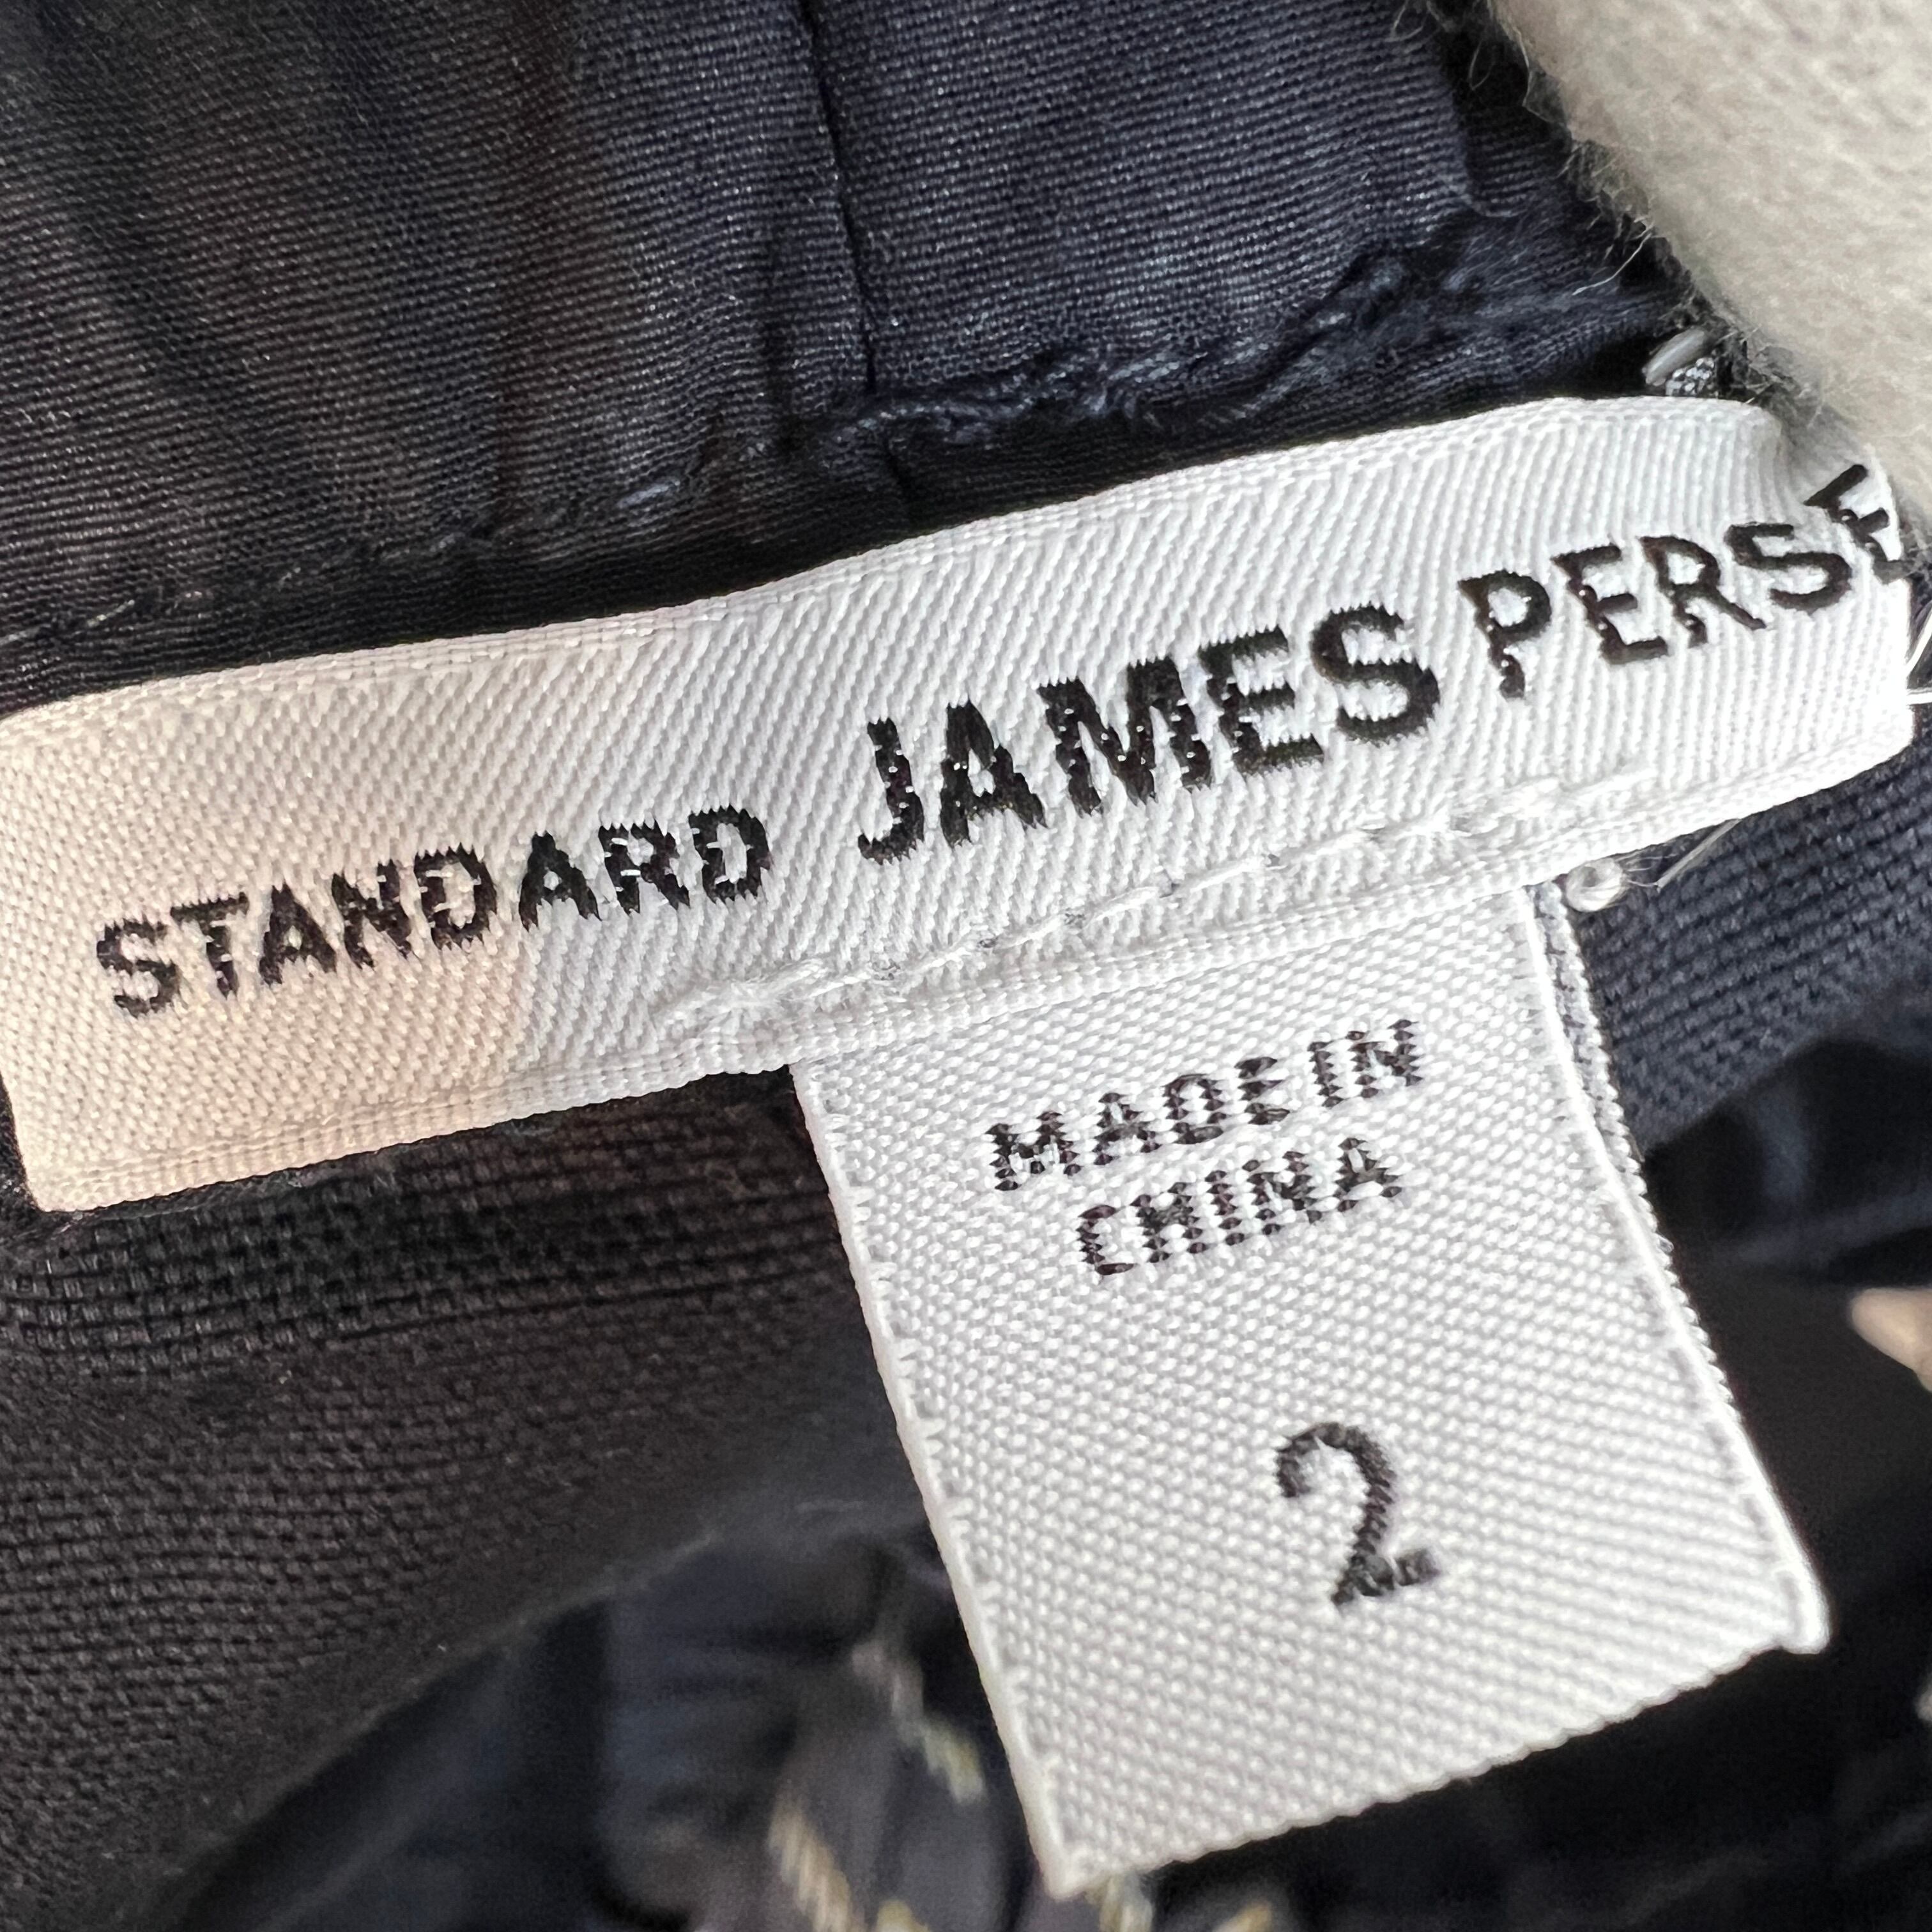 STANDARD JAMES PERSE
MADE IN
CHINA
2